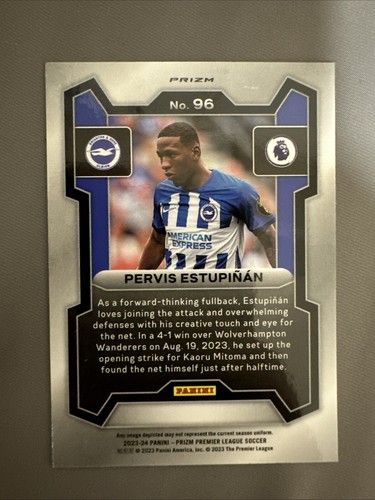 PRIZM
No. 96
AMERICAN
EXPRESS
PERVIS ESTUPIÑÁN
As a forward-thinking fullback, Estupiñán
loves joining the attack and overwhelming
defenses with his creative touch and eye for
the net. In a 4-1 win over Wolverhampton
Wanderers on Aug. 19, 2023, he set up the
opening strike for Kaoru Mitoma and then
found the net himself just after halftime.
PANINI
Any image depicted may not represent the current season uniform.
2023-24 PANINI – PRIZM PREMIER LEAGUE SOCCER
© 2023 Panini America, Inc. © 2023 The Premier League